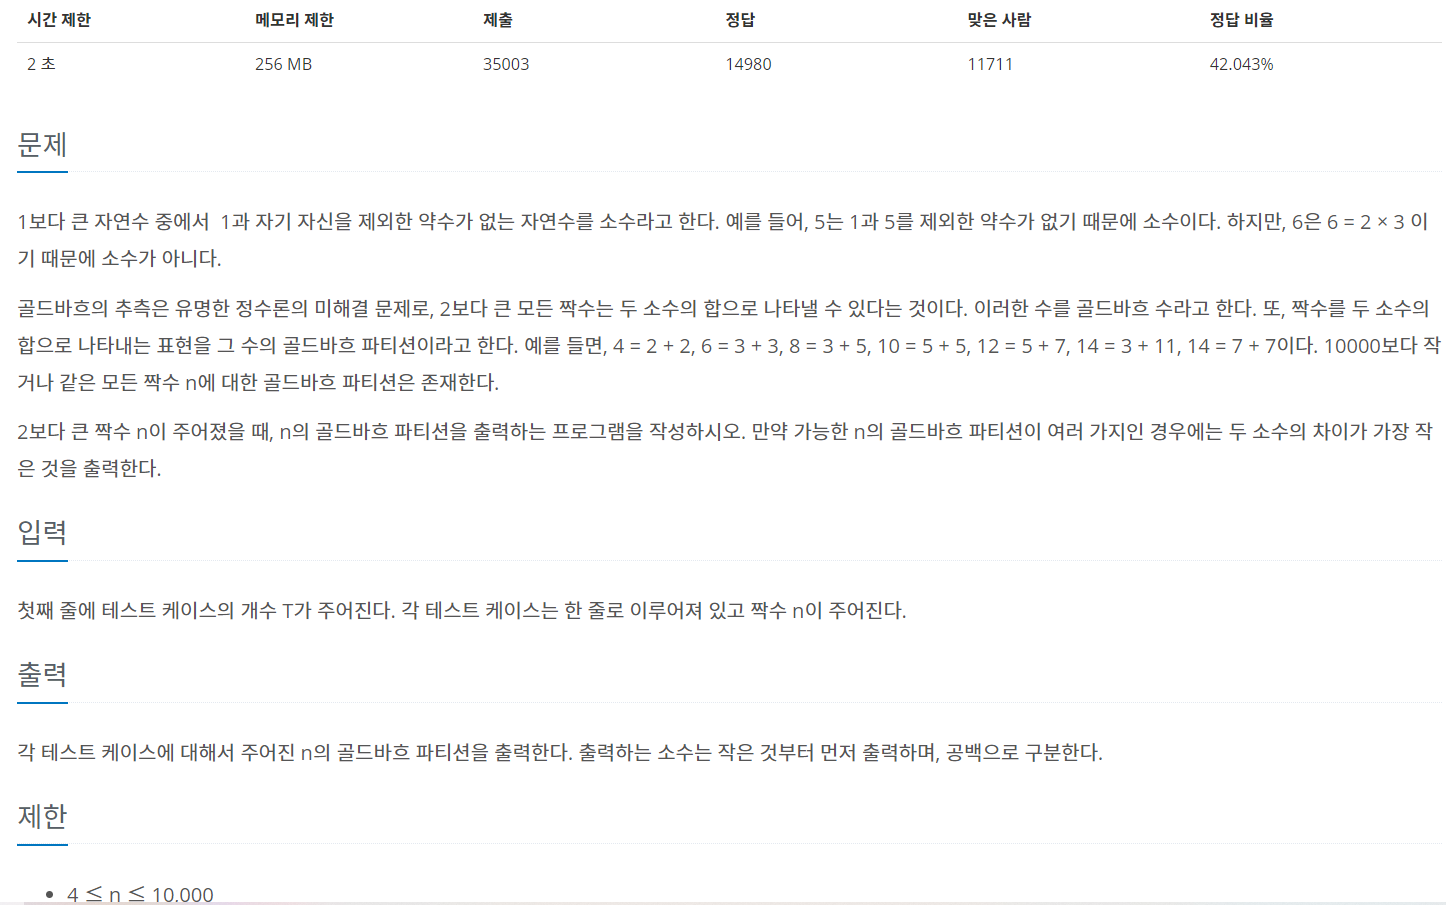 시간 제한 메모리 제한 제출 정답 맞은 사람 정답 비율
2 초 256 MB 35003 14980 11711 42.043%
문제
1보다 큰 자연수 중에서  1과 자기 자신을 제외한 약수가 없는 자연수를 소수라고 한다. 예를 들어, 5는 1과 5를 제외한 약수가 없기 때문에 소수이다. 하지만, 6은 6 = 2 × 3 이
기 때문에 소수가 아니다.
골드바흐의 추측은 유명한 정수론의 미해결 문제로, 2보다 큰 모든 짝수는 두 소수의 합으로 나타낼 수 있다는 것이다. 이러한 수를 골드바흐 수라고 한다. 또, 짝수를 두 소수의
합으로 나타내는 표현을 그 수의 골드바흐 파티션이라고 한다. 예를 들면, 4 = 2 + 2, 6 = 3 + 3, 8 = 3 + 5, 10 = 5 + 5, 12 = 5 + 7, 14 = 3 + 11, 14 = 7 + 7이다. 10000보다 작
거나 같은 모든 짝수 n에 대한 골드바흐 파티션은 존재한다.
2보다 큰 짝수 n이 주어졌을 때, n의 골드바흐 파티션을 출력하는 프로그램을 작성하시오. 만약 가능한 n의 골드바흐 파티션이 여러 가지인 경우에는 두 소수의 차이가 가장 작
은 것을 출력한다.
입력
첫째 줄에 테스트 케이스의 개수 T가 주어진다. 각 테스트 케이스는 한 줄로 이루어져 있고 짝수 n이 주어진다.
출력
각 테스트 케이스에 대해서 주어진 n의 골드바흐 파티션을 출력한다. 출력하는 소수는 작은 것부터 먼저 출력하며, 공백으로 구분한다.
제한
• 4 ≤ n ≤ 10,000